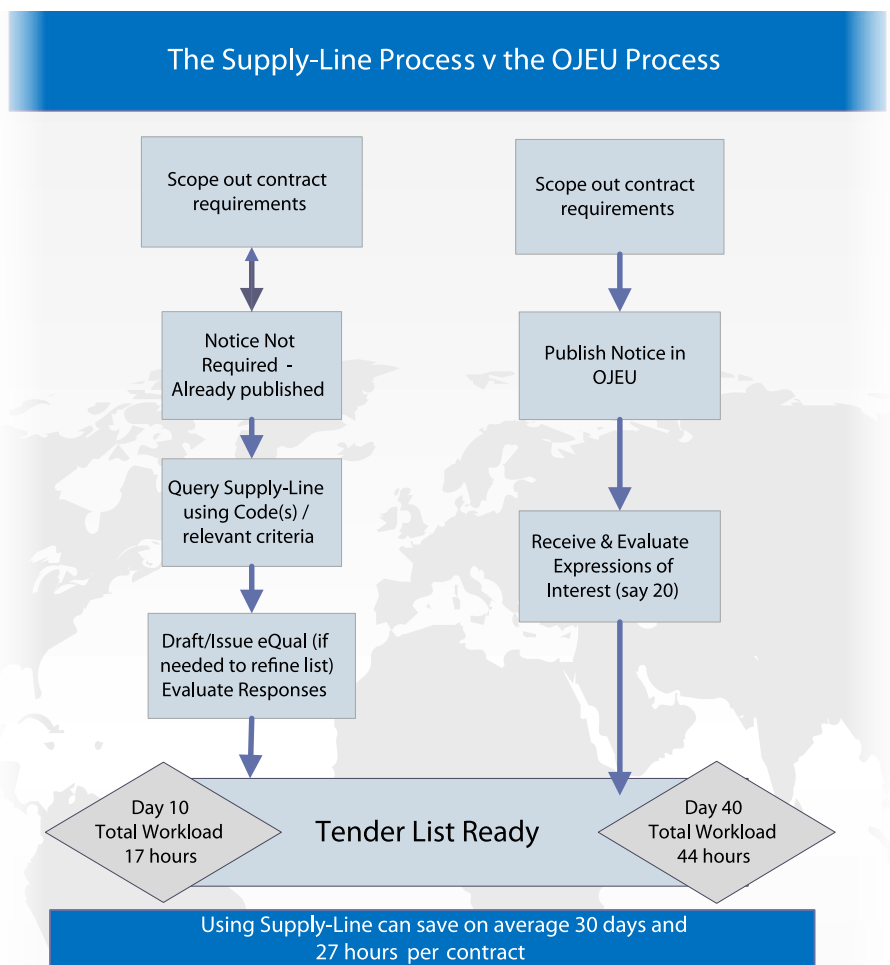 The Supply-Line Process v the OJEU Process
Scope out contract
requirements
Notice Not
Required -
Already published
Query Supply-Line
using Code(s) /
relevant criteria
Draft/Issue eQual (if
needed to refine list)
Evaluate Responses
Scope out contract
requirements
Publish Notice in
OJEU
Receive & Evaluate
Expressions of
Interest (say 20)
Day 10
Total Workload
17 hours
Tender List Ready
Day 40
Total Workload
44 hours
Using Supply-Line can save on average 30 days and
27 hours per contract